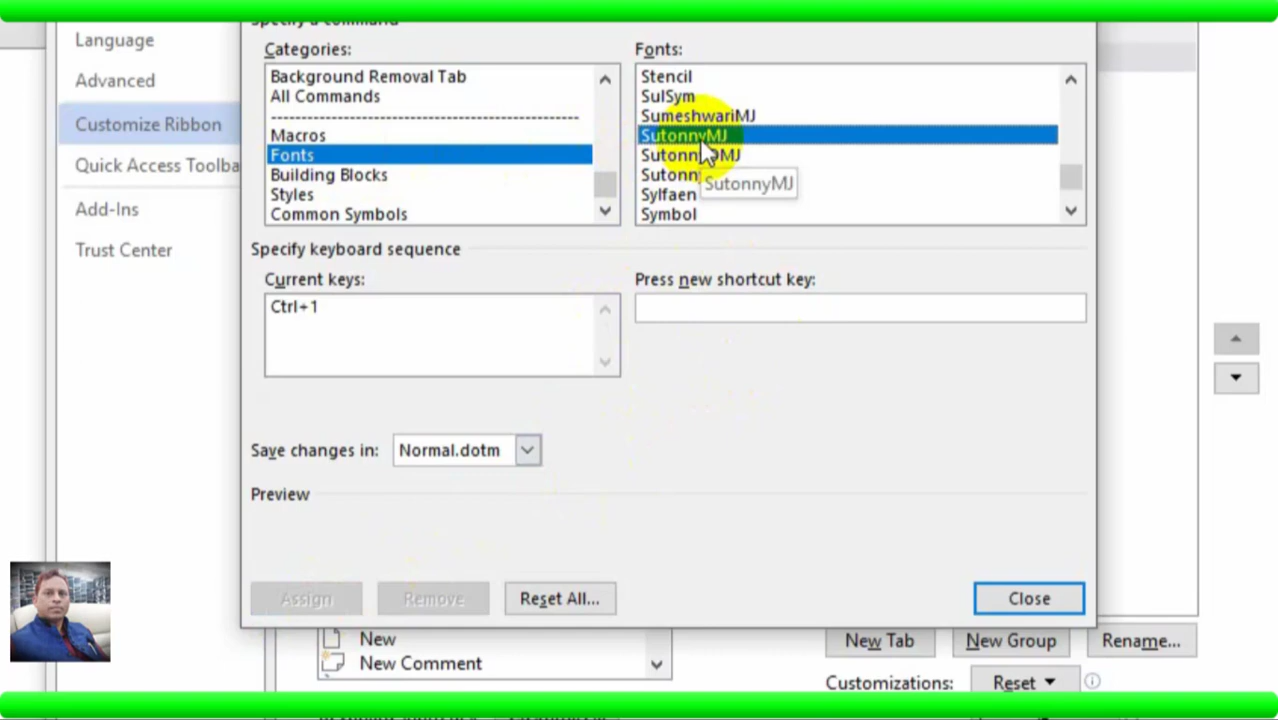 Specify a command
Language
Advanced
Customize Ribbon
Quick Access Toolba
Add-Ins
Trust Center
Categories:
Background Removal Tab
All Commands
Macros
Fonts
Building Blocks
Styles
Common Symbols
Fonts:
Stencil
SulSym
SumeshwariMJ
SutonnyMJ
Sutonny
Sylfaen
Symbol
SutonnyMJ
Specify keyboard sequence
Current keys:
Ctrl+1
Press new shortcut key:
Save changes in:
Normal.dotm
Preview
Assign
Remove
Reset All...
Close
New
New Comment
New Tab
New Group
Rename...
Customizations:
Reset